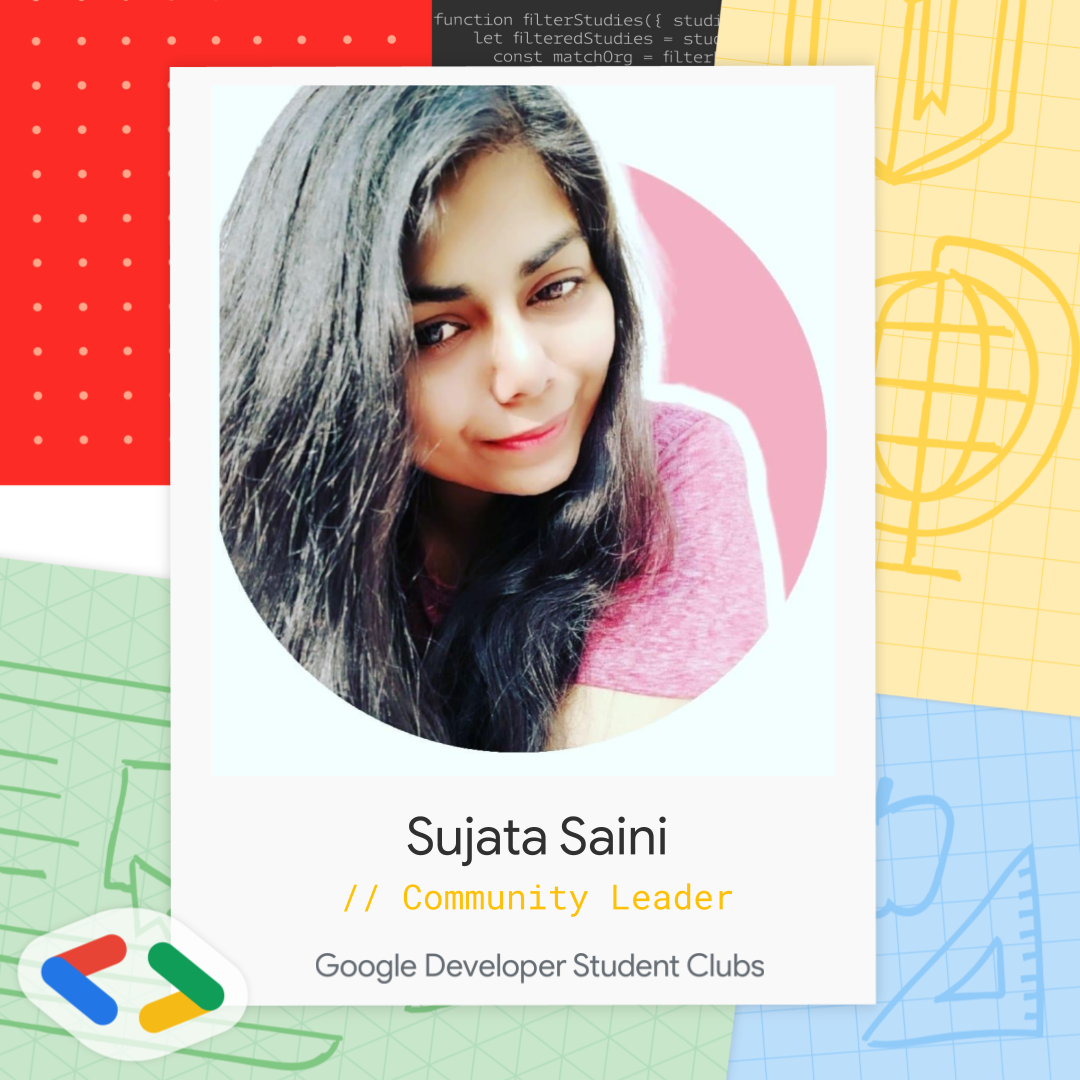 function filterStudies({ studi
let filteredStudies = stud
const matchOrg = filter
Sujata Saini
// Community Leader
Google Developer Student Clubs